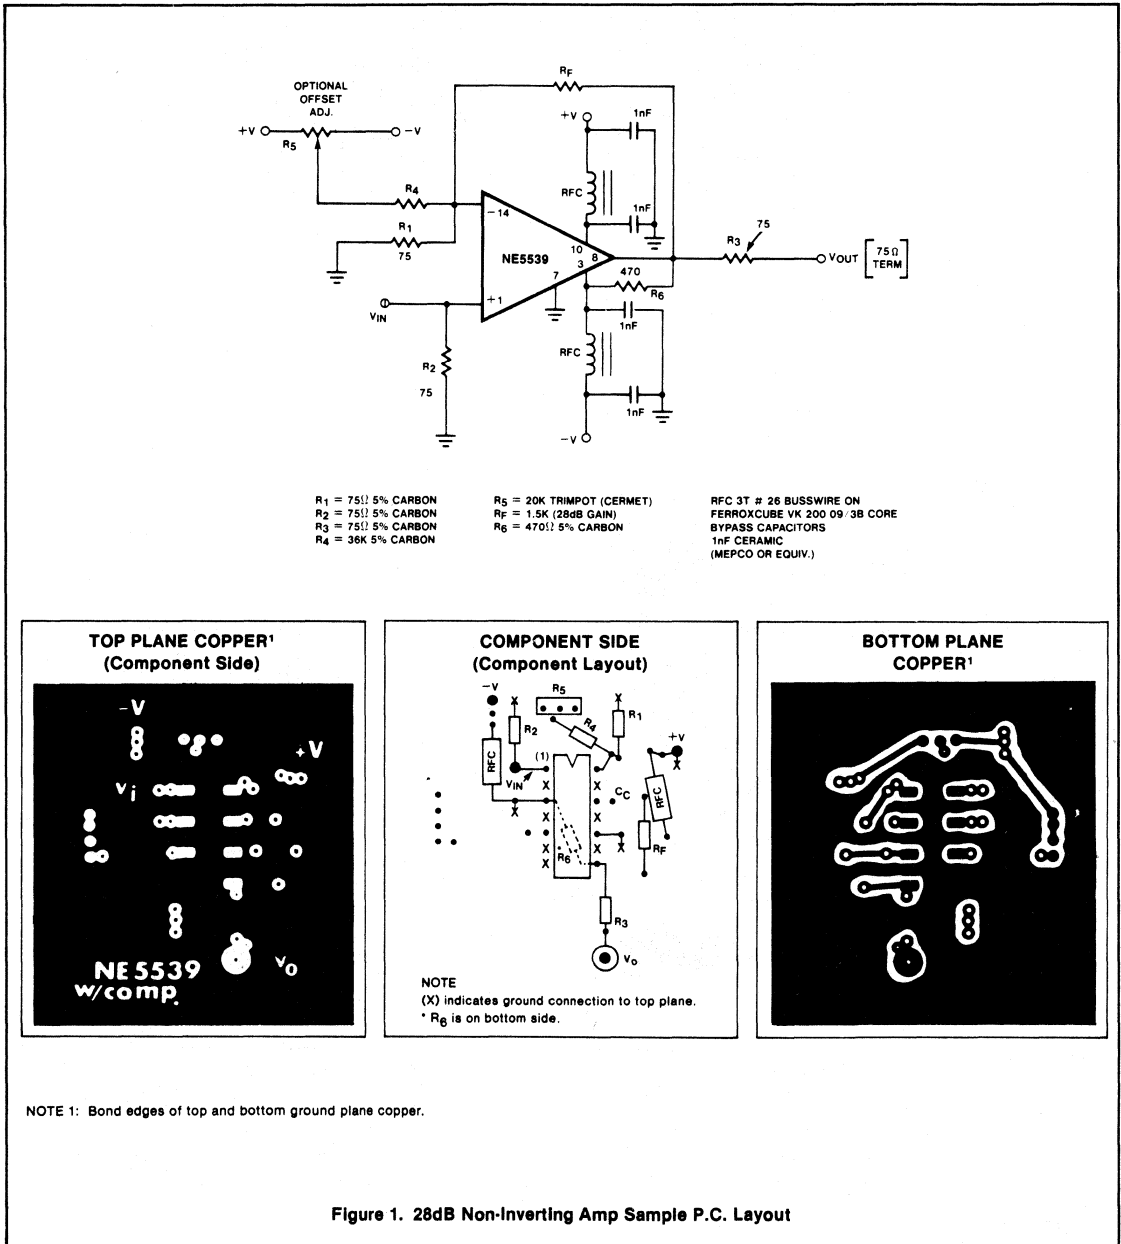 OPTIONAL
OFFSET
ADJ.
+V
R5
−V
RF
+V
1nF
RFC
1nF
R4
R1
75
−14
NE5539
10
3
8
7
+1
VIN
R2
75
470
R6
1nF
RFC
1nF
−V
75
R3
VOUT
75Ω
TERM
R1 = 75Ω 5% CARBON
R2 = 75Ω 5% CARBON
R3 = 75Ω 5% CARBON
R4 = 36K 5% CARBON
R5 = 20K TRIMPOT (CERMET)
RF = 1.5K (28dB GAIN)
R6 = 470Ω 5% CARBON
RFC 3T # 26 BUSSWIRE ON
FERROXCUBE VK 200 09/3B CORE
BYPASS CAPACITORS
1nF CERAMIC
(MEPCO OR EQUIV.)
TOP PLANE COPPER¹
(Component Side)
-V
+V
Vi
NE5539
w/comp.
Vo
COMPONENT SIDE
(Component Layout)
−V
X
R5
X
R2
R4
R1
+V
X
RFC
(1)
VIN
X
X
X
X
X
X
X
X
X
CC
RFC
RF
R6
R3
Vo
NOTE
(X) indicates ground connection to top plane.
* R6 is on bottom side.
BOTTOM PLANE
COPPER¹
NOTE 1: Bond edges of top and bottom ground plane copper.
Figure 1. 28dB Non-Inverting Amp Sample P.C. Layout